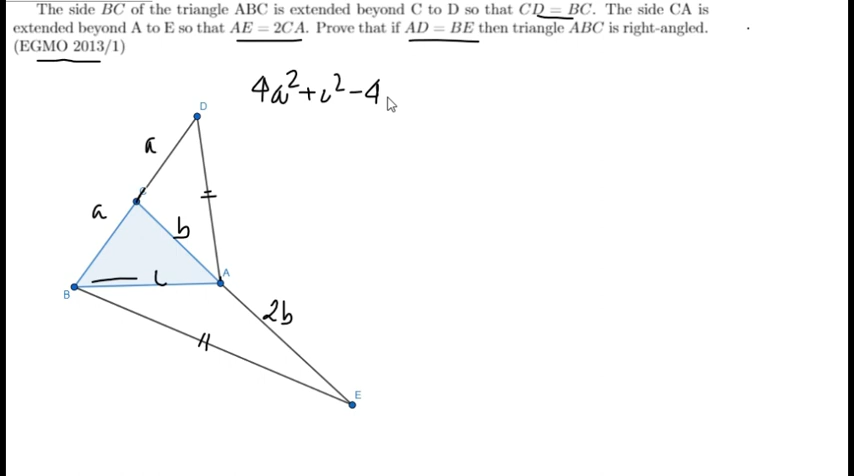 The side BC of the triangle ABC is extended beyond C to D so that CD = BC. The side CA is
extended beyond A to E so that AE = 2CA. Prove that if AD = BE then triangle ABC is right-angled.
(EGMO 2013/1)
4a²+c²-4
D
a
a
b
c
A
B
2b
E